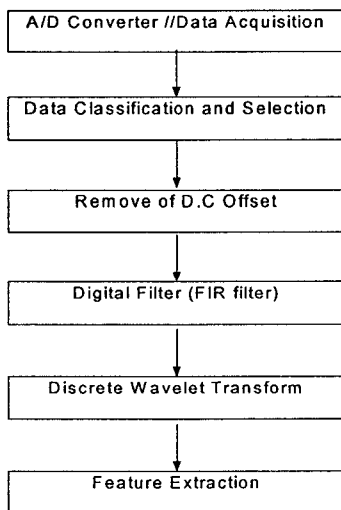 A/D Converter //Data Acquisition
Data Classification and Selection
Remove of D.C Offset
Digital Filter (FIR filter)
Discrete Wavelet Transform
Feature Extraction